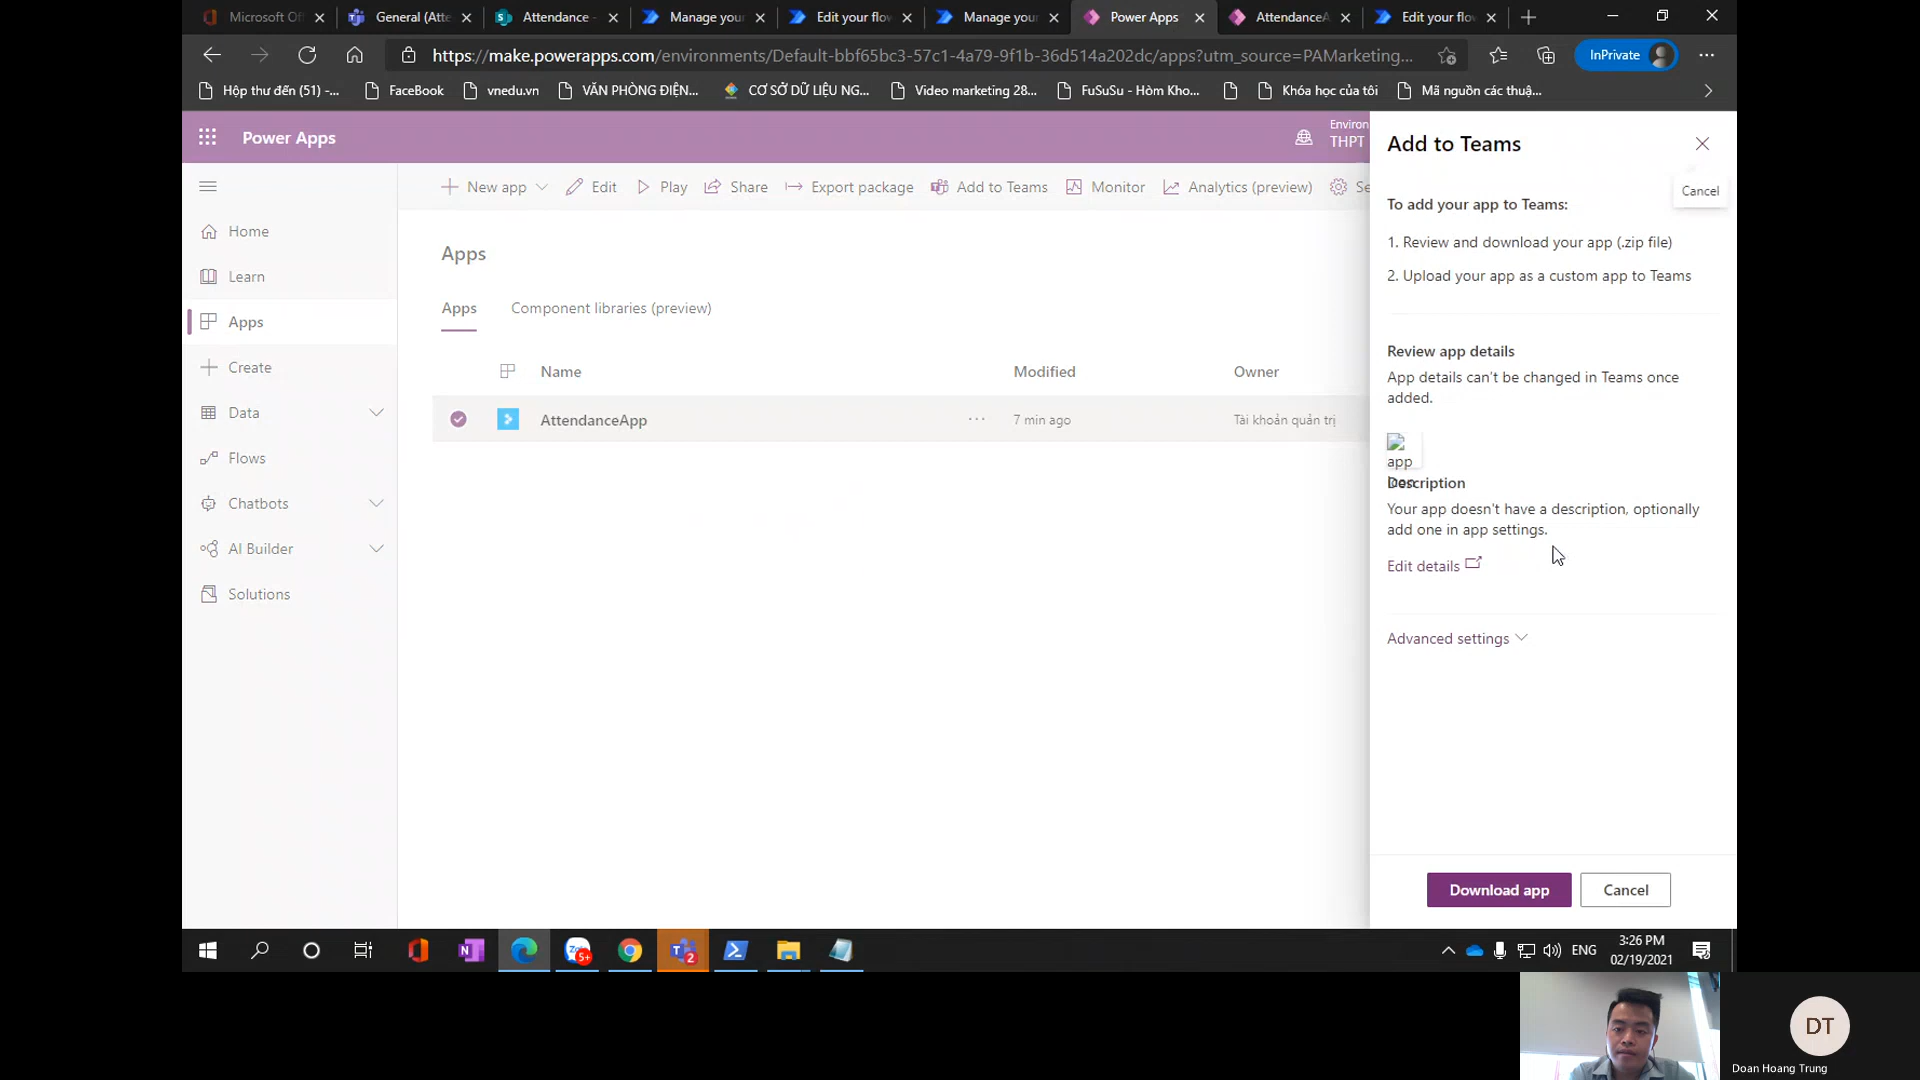 Microsoft Of
General (Atte
Attendance -
Manage your
Edit your flo
Manage your
Power Apps
AttendanceA
Edit your flo
https://make.powerapps.com/environments/Default-bbf65bc3-57c1-4a79-9f1b-36d514a202dc/apps?utm_source=PAMarketing...
InPrivate
Hộp thư đến (51) -...
FaceBook
vnedu.vn
VĂN PHÒNG ĐIỆN...
CƠ SỞ DỮ LIỆU NG...
Video marketing 28...
FuSuSu - Hòm Kho...
Khóa học của tôi
Mã nguồn các thuậ...
Power Apps
Environ
THPT
New app
Edit
Play
Share
Export package
Add to Teams
Monitor
Analytics (preview)
Se
Home
Learn
Apps
Create
Data
Flows
Chatbots
AI Builder
Solutions
Apps
Apps
Component libraries (preview)
Name
Modified
Owner
AttendanceApp
...
7 min ago
Tài khoản quản trị
Add to Teams
Cancel
To add your app to Teams:
1. Review and download your app (.zip file)
2. Upload your app as a custom app to Teams
Review app details
App details can't be changed in Teams once
added.
app
icon
Description
Your app doesn't have a description, optionally
add one in app settings.
Edit details
Advanced settings
Download app
Cancel
Zalo
5+
2
ENG
3:26 PM
02/19/2021
DT
Doan Hoang Trung